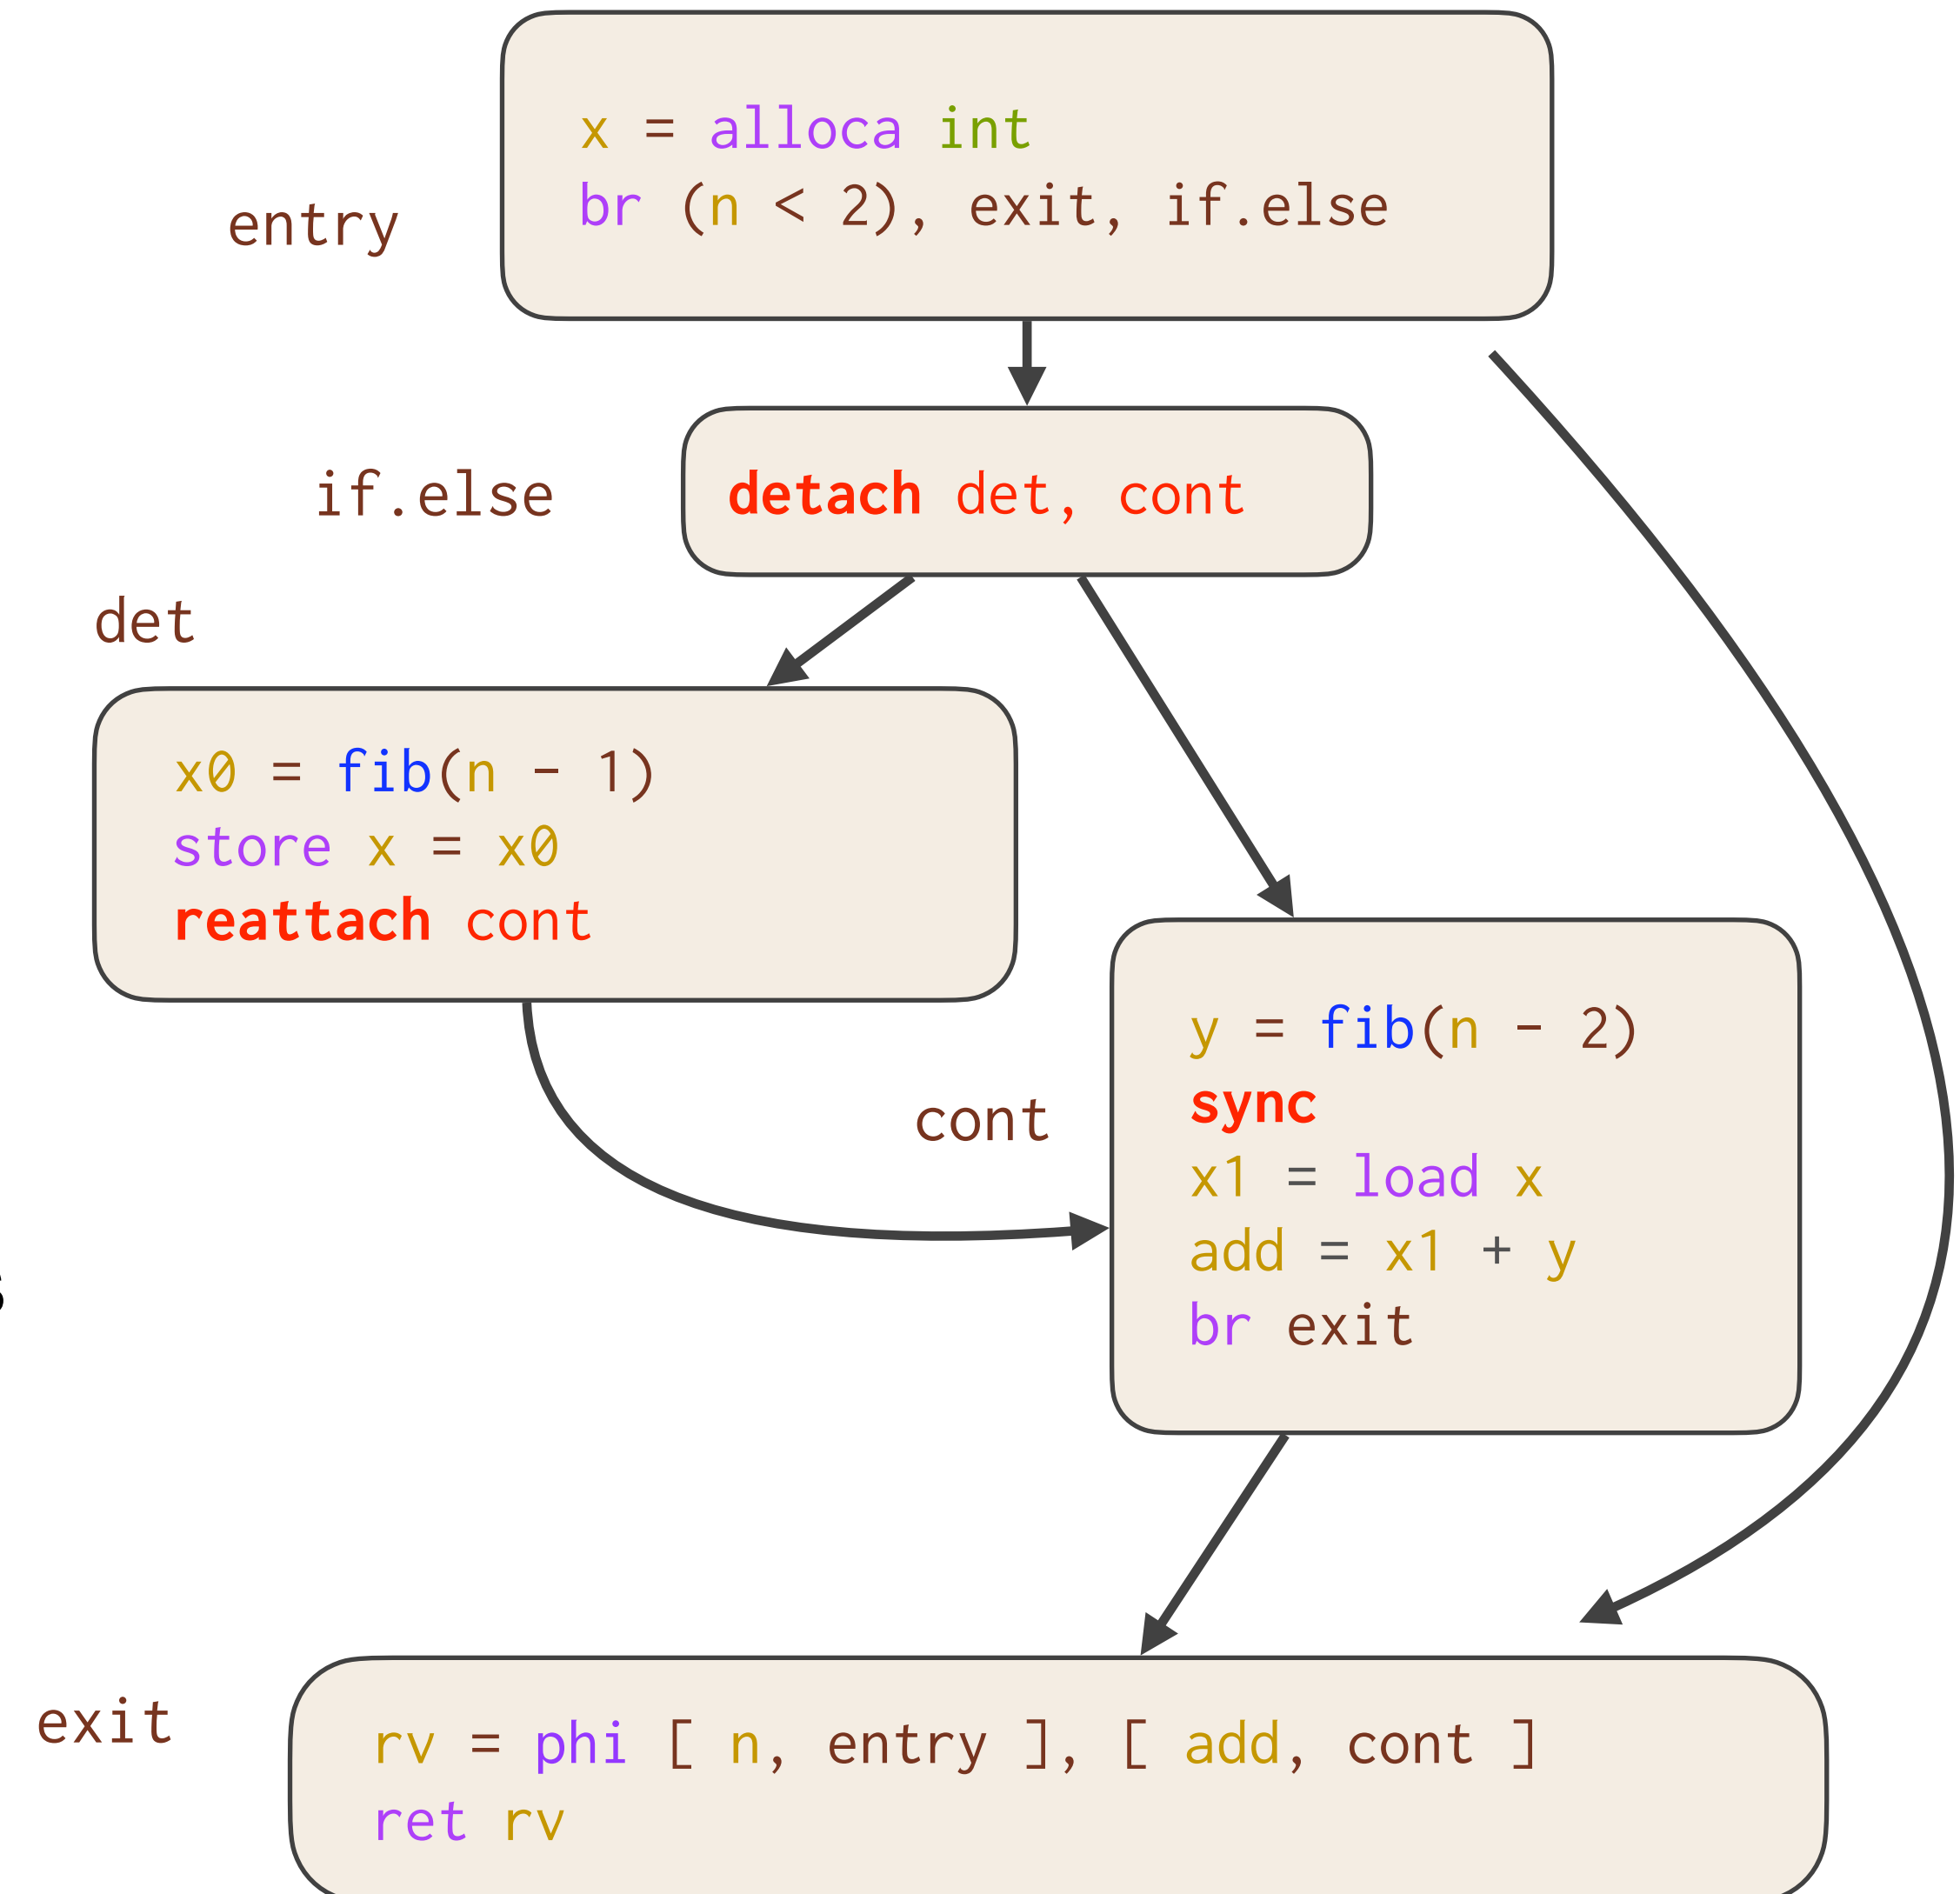 x = alloca int
br (n < 2), exit, if.else
entry
if.else
detach det, cont
det
x0 = fib(n - 1)
store x = x0
reattach cont
cont
y = fib(n - 2)
sync
x1 = load x
add = x1 + y
br exit
exit
rv = phi [ n, entry ], [ add, cont ]
ret rv